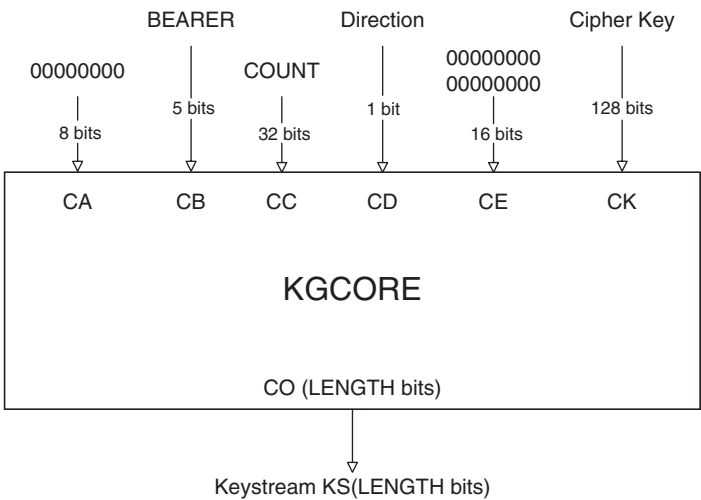 BEARER
Direction
Cipher Key
00000000
COUNT
00000000
00000000
8 bits
5 bits
32 bits
1 bit
16 bits
128 bits
CA
CB
CC
CD
CE
CK
KGCORE
CO (LENGTH bits)
Keystream KS(LENGTH bits)